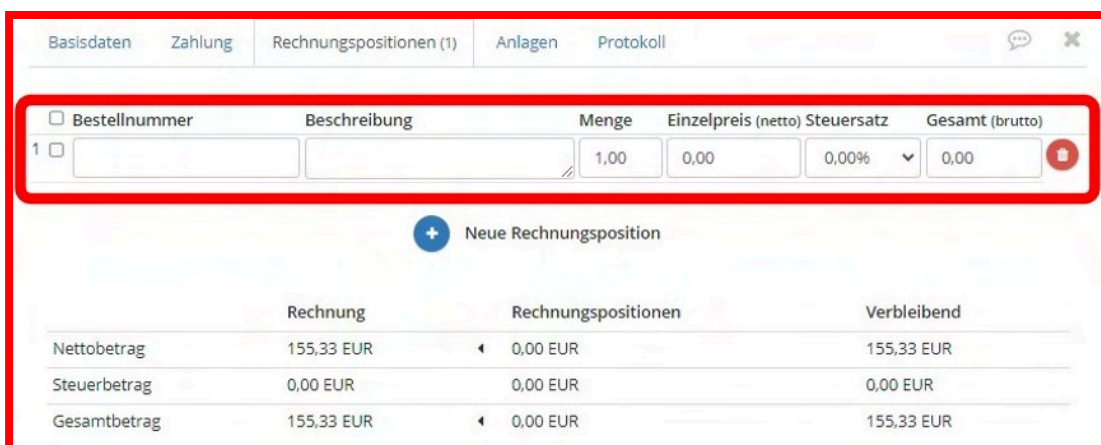 Basisdaten Zahlung Rechnungspositionen (1) Anlagen Protokoll
Bestellnummer Beschreibung Menge Einzelpreis (netto) Steuersatz Gesamt (brutto)
1 1,00 0,00 0,00% 0,00
Neue Rechnungsposition
Rechnung Rechnungspositionen Verbleibend
Nettobetrag 155,33 EUR 0,00 EUR 155,33 EUR
Steuerbetrag 0,00 EUR 0,00 EUR 0,00 EUR
Gesamtbetrag 155,33 EUR 0,00 EUR 155,33 EUR